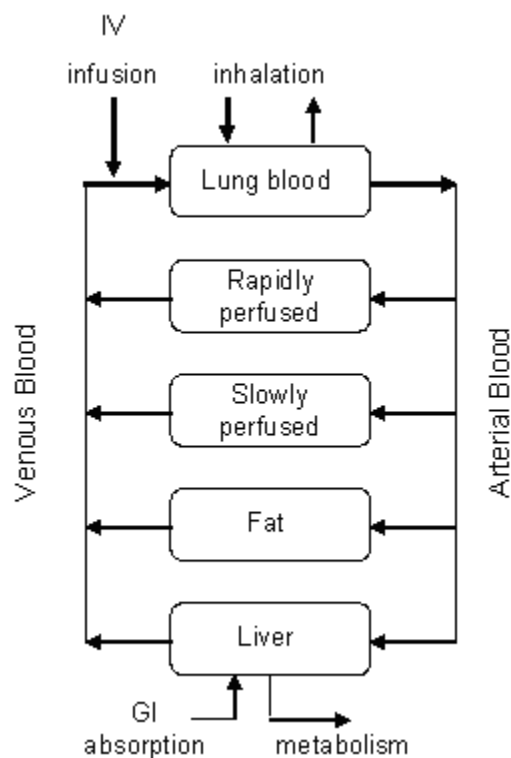 IV
infusion
inhalation
Lung blood
Rapidly
perfused
Slowly
perfused
Fat
Liver
Venous Blood
Arterial Blood
GI
absorption
metabolism